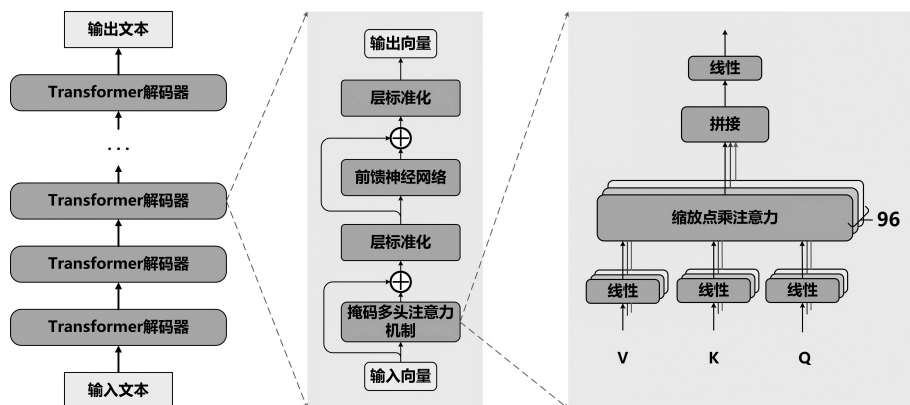 输出文本
Transformer解码器
...
Transformer解码器
Transformer解码器
Transformer解码器
输入文本
输出向量
层标准化
前馈神经网络
层标准化
掩码多头注意力
机制
输入向量
线性
拼接
缩放点乘注意力
96
线性
线性
线性
V
K
Q